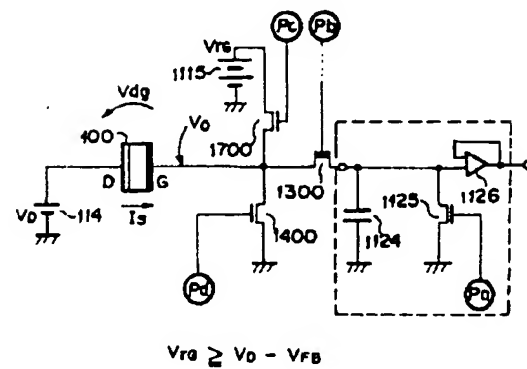 Pc
Pb
Vrg
1115
Vdg
400
Vo
1700
D
G
1300
1126
1125
VD
114
Is
1400
1124
Pd
Pa
Vrg ≥ VD - VFB